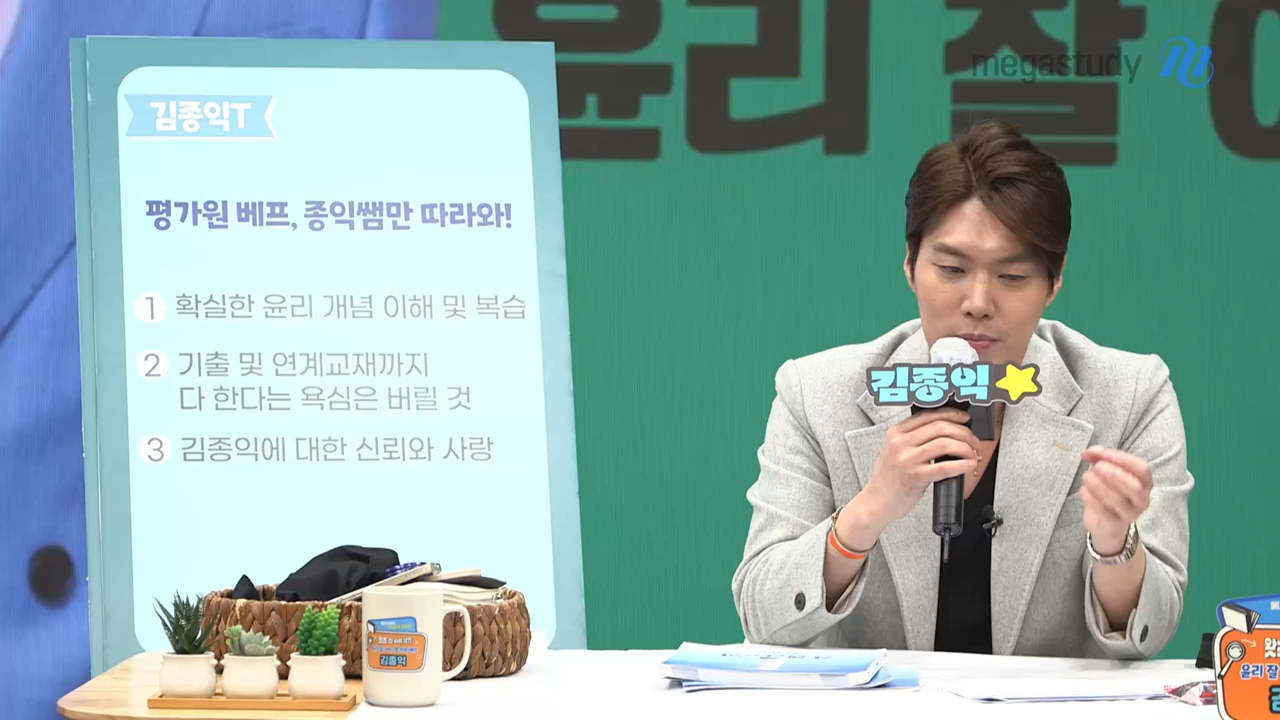 윤리 잘
megastudy
김종익T
평가원 베프, 종익쌤만 따라와!
1 확실한 윤리 개념 이해 및 복습
2 기출 및 연계교재까지
다 한다는 욕심은 버릴 것
3 김종익에 대한 신뢰와 사랑
김종익
김종익
윤리 잘